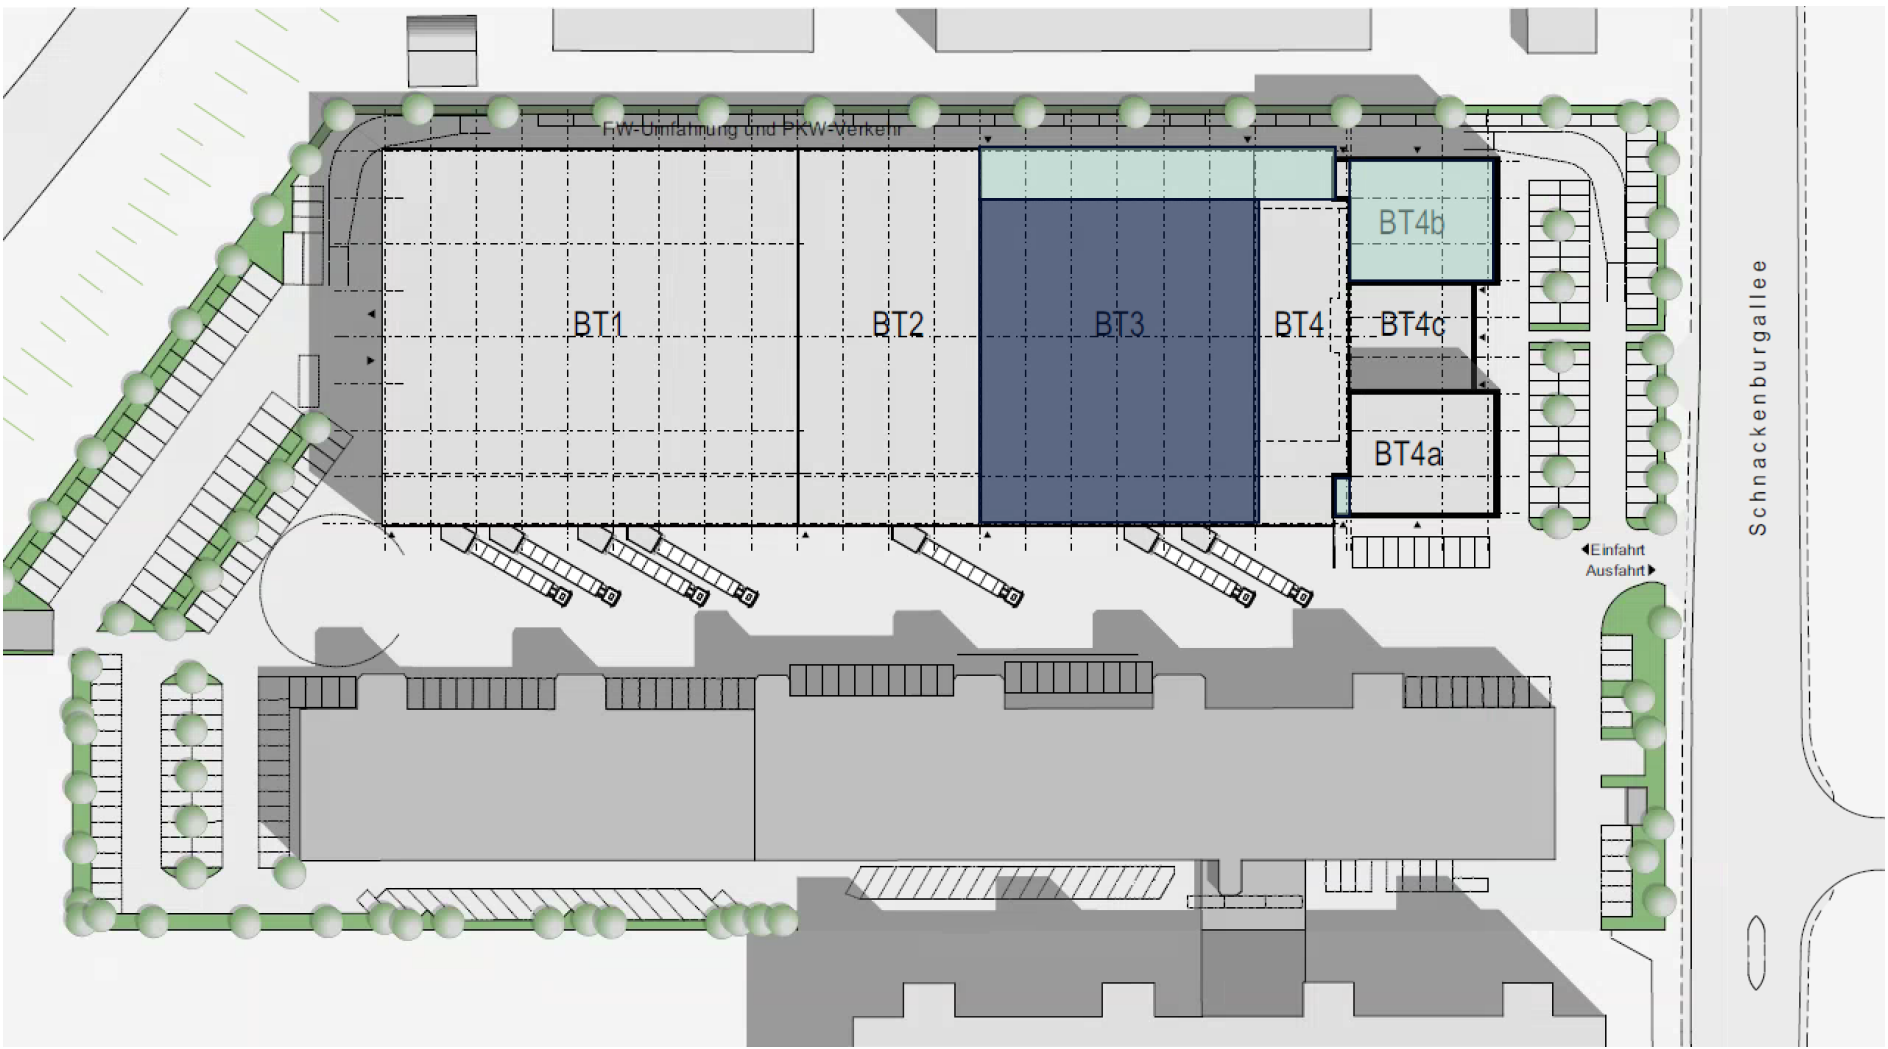 FW-Umfahrung und PKW-Verkehr
BT4b
BT1
BT2
BT3
BT4
BT4c
BT4a
Schnackenburgallee
Einfahrt
Ausfahrt